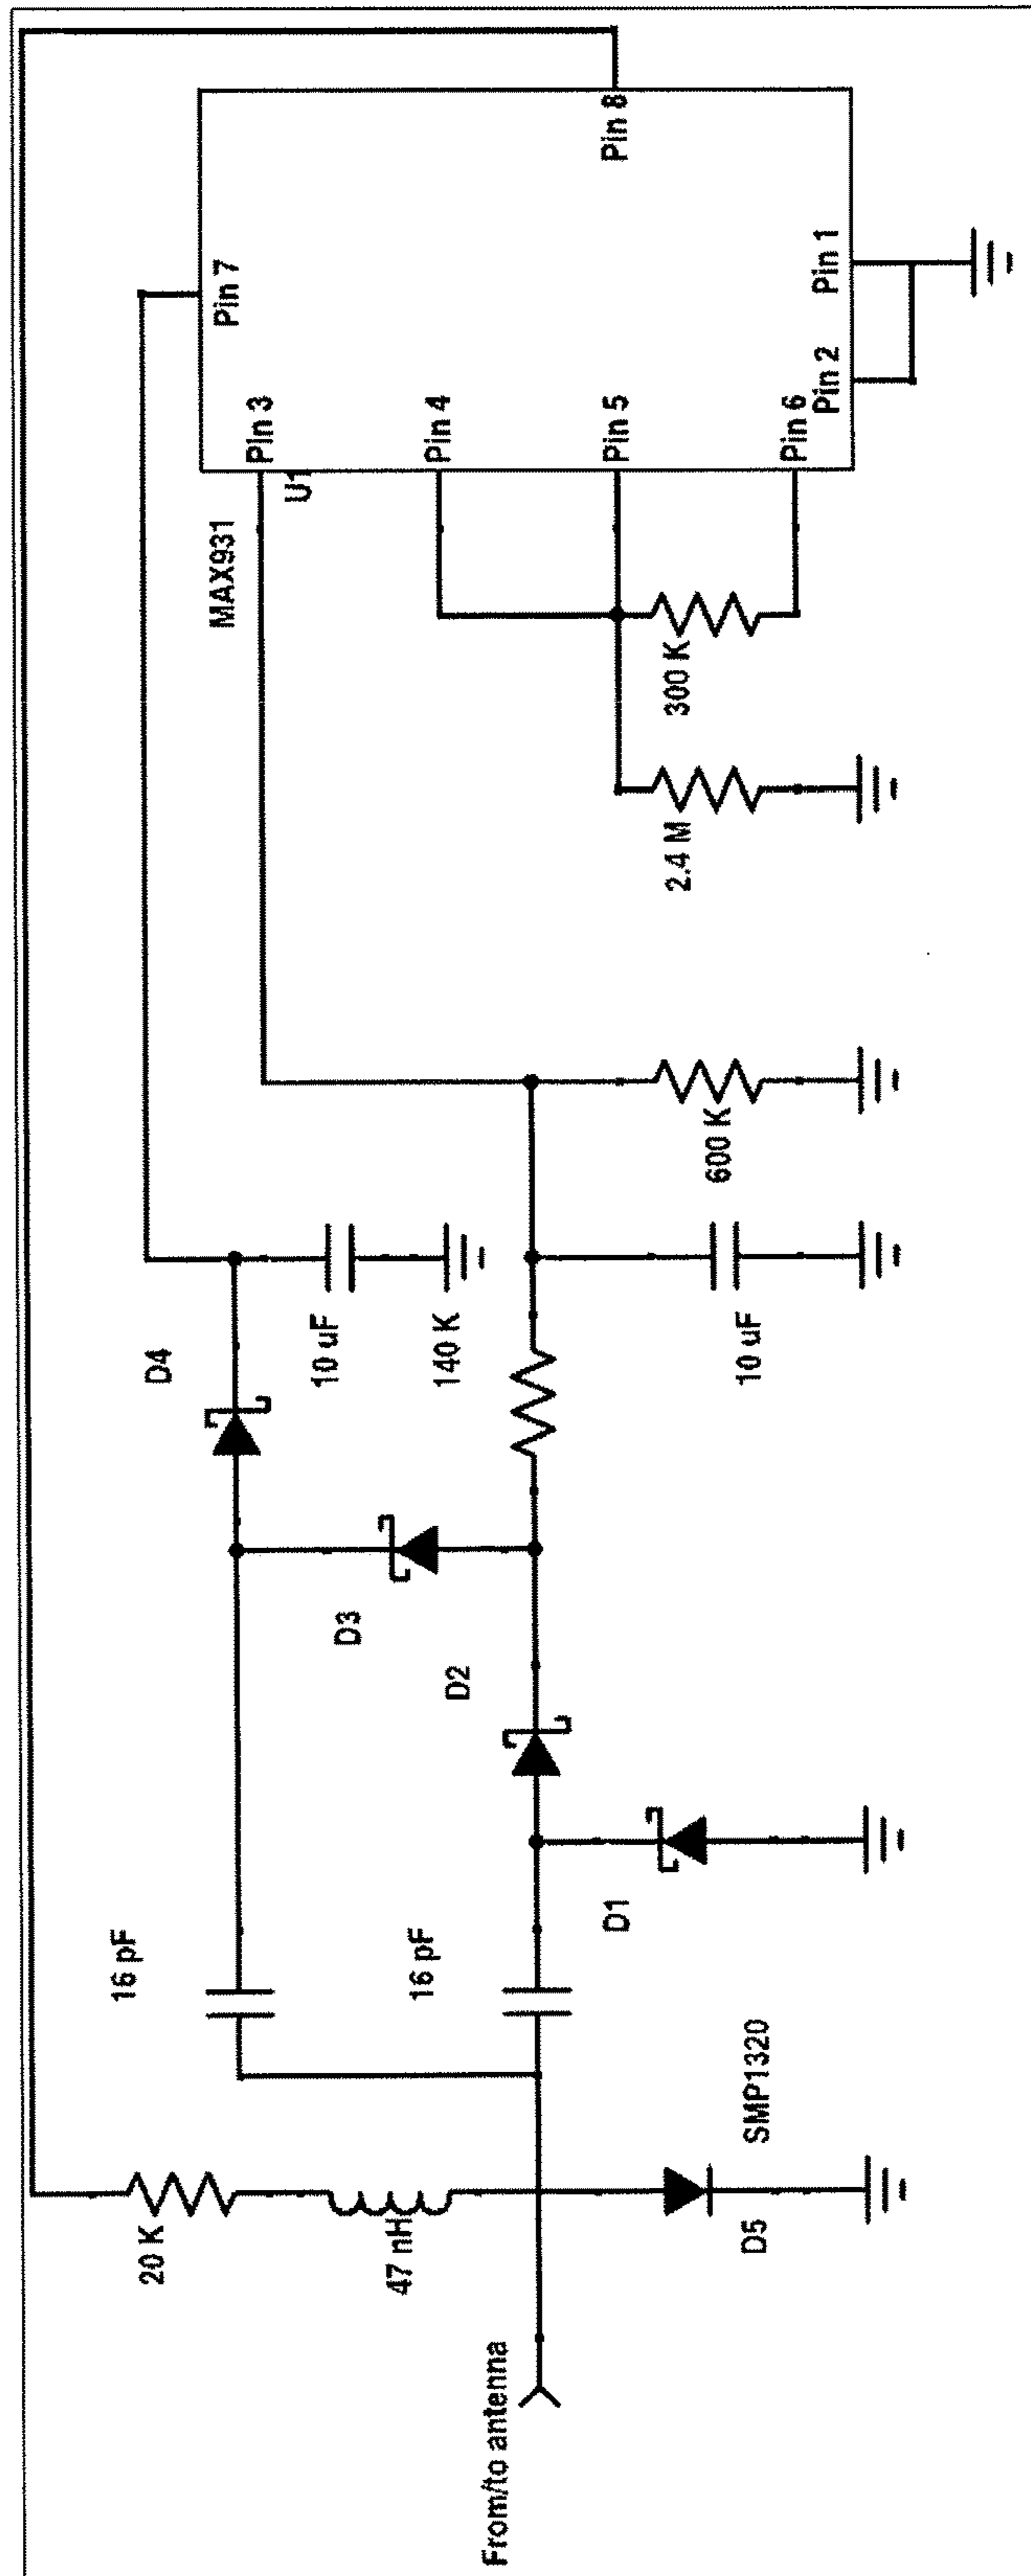 From/to antenna
20 K
47 nH
D5
SMP1320
16 pF
16 pF
D1
D2
D3
D4
10 uF
140 K
10 uF
600 K
2.4 M
300 K
MAX931
U1
Pin 3
Pin 4
Pin 5
Pin 6
Pin 7
Pin 2
Pin 1
Pin 8